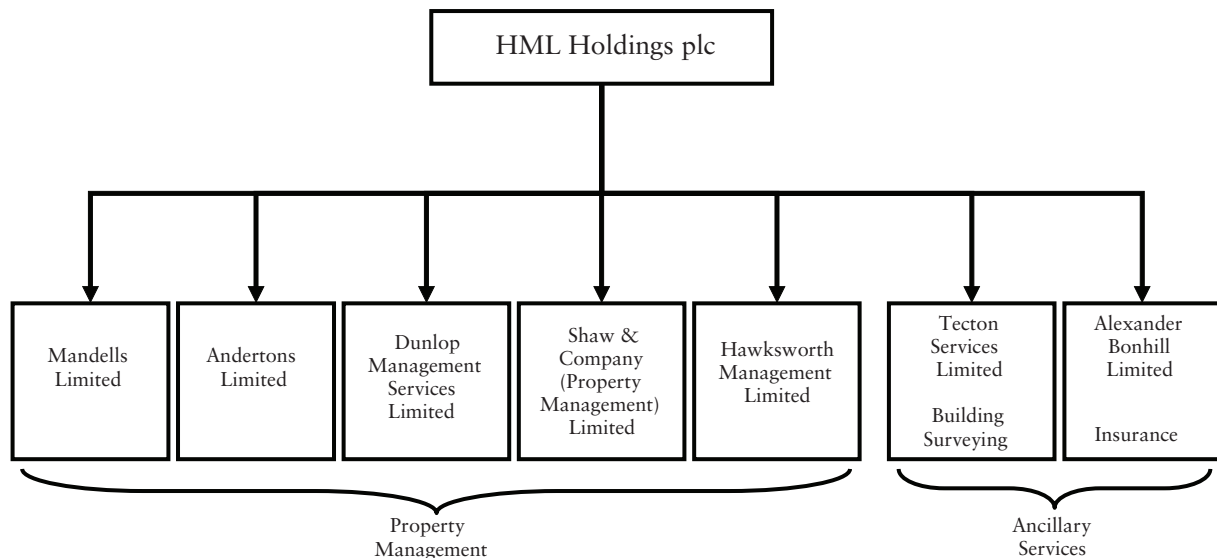 HML Holdings plc
Mandells
Limited
Andertons
Limited
Dunlop
Management
Services
Limited
Shaw &
Company
(Property
Management)
Limited
Hawksworth
Management
Limited
Tecton
Services
Limited
Building
Surveying
Alexander
Bonhill
Limited
Insurance
Property
Management
Ancillary
Services